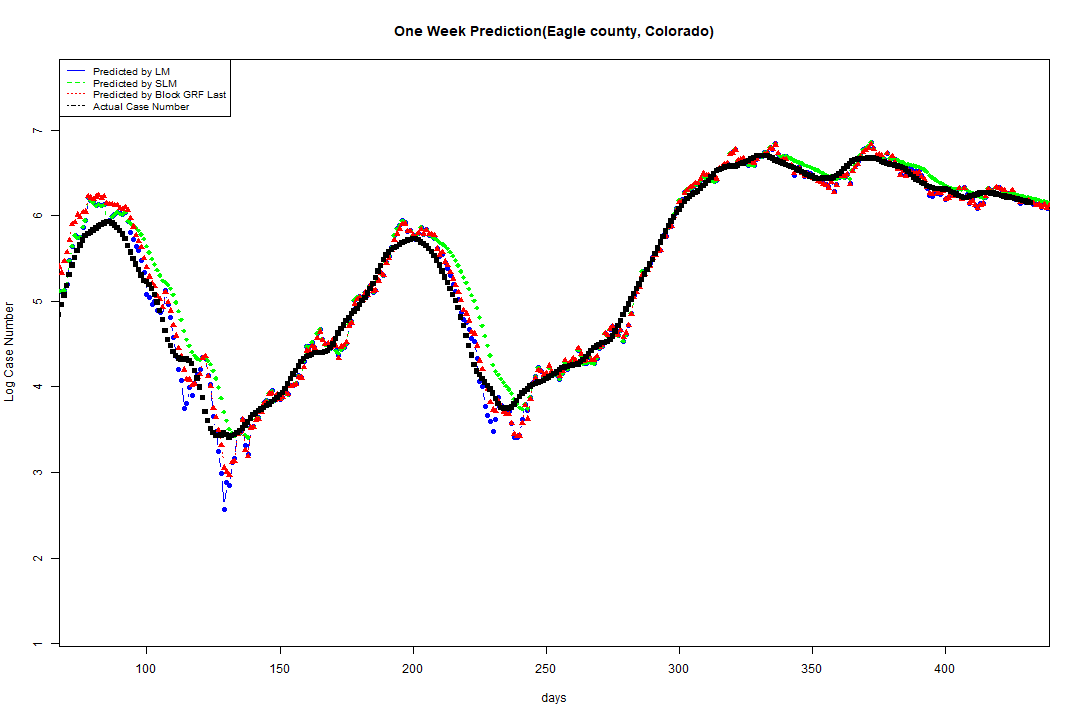 One Week Prediction(Eagle county, Colorado)
Predicted by LM
Predicted by SLM
Predicted by Block GRF Last
Actual Case Number
7
6
5
4
3
2
1
Log Case Number
100 150 200 250 300 350 400
days